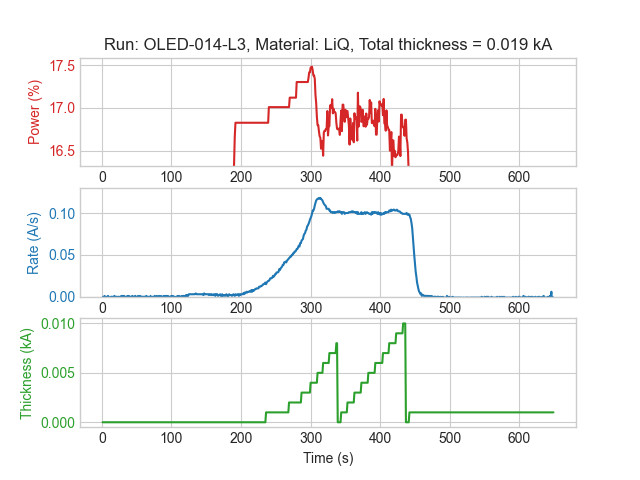 Run: OLED-014-L3, Material: LiQ, Total thickness = 0.019 kA
17.5
17.0
16.5
Power (%)
0 100 200 300 400 500 600
0.10
0.05
0.00
Rate (A/s)
0 100 200 300 400 500 600
0.010
0.005
0.000
Thickness (kA)
0 100 200 300 400 500 600
Time (s)